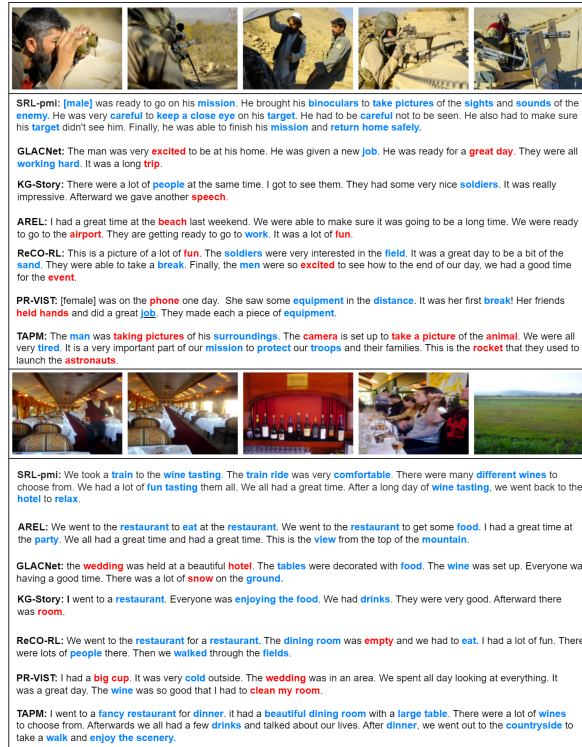 SRL-pmi: [male] was ready to go on his mission. He brought his binoculars to take pictures of the sights and sounds of the
enemy. He was very careful to keep a close eye on his target. He had to be careful not to be seen. He also had to make sure
his target didn't see him. Finally, he was able to finish his mission and return home safely.
GLACNet: The man was very excited to be at his home. He was given a new job. He was ready for a great day. They were all
working hard. It was a long trip.
KG-Story: There were a lot of people at the same time. I got to see them. They had some very nice soldiers. It was really
impressive. Afterward we gave another speech.
AREL: I had a great time at the beach last weekend. We were able to make sure it was going to be a long time. We were ready
to go to the airport. They are getting ready to go to work. It was a lot of fun.
ReCO-RL: This is a picture of a lot of fun. The soldiers were very interested in the field. It was a great day to be a bit of the
sand. They were able to take a break. Finally, the men were so excited to see how to the end of our day, we had a good time
for the event.
PR-VIST: [female] was on the phone one day. She saw some equipment in the distance. It was her first break! Her friends
held hands and did a great job. They made each a piece of equipment.
TAPM: The man was taking pictures of his surroundings. The camera is set up to take a picture of the animal. We were all
very tired. It is a very important part of our mission to protect our troops and their families. This is the rocket that they used to
launch the astronauts.
SRL-pmi: We took a train to the wine tasting. The train ride was very comfortable. There were many different wines to
choose from. We had a lot of fun tasting them all. We all had a great time. After a long day of wine tasting, we went back to the
hotel to relax.
AREL: We went to the restaurant to eat at the restaurant. We went to the restaurant to get some food. I had a great time at
the party. We all had a great time and had a great time. This is the view from the top of the mountain.
GLACNet: the wedding was held at a beautiful hotel. The tables were decorated with food. The wine was set up. Everyone wa
having a good time. There was a lot of snow on the ground.
KG-Story: I went to a restaurant. Everyone was enjoying the food. We had drinks. They were very good. Afterward there
was room.
ReCO-RL: We went to the restaurant for a restaurant. The dining room was empty and we had to eat. I had a lot of fun. There
were lots of people there. Then we walked through the fields.
PR-VIST: I had a big cup. It was very cold outside. The wedding was in an area. We spent all day looking at everything. It
was a great day. The wine was so good that I had to clean my room.
TAPM: I went to a fancy restaurant for dinner. it had a beautiful dining room with a large table. There were a lot of wines
to choose from. Afterwards we all had a few drinks and talked about our lives. After dinner, we went out to the countryside to
take a walk and enjoy the scenery.